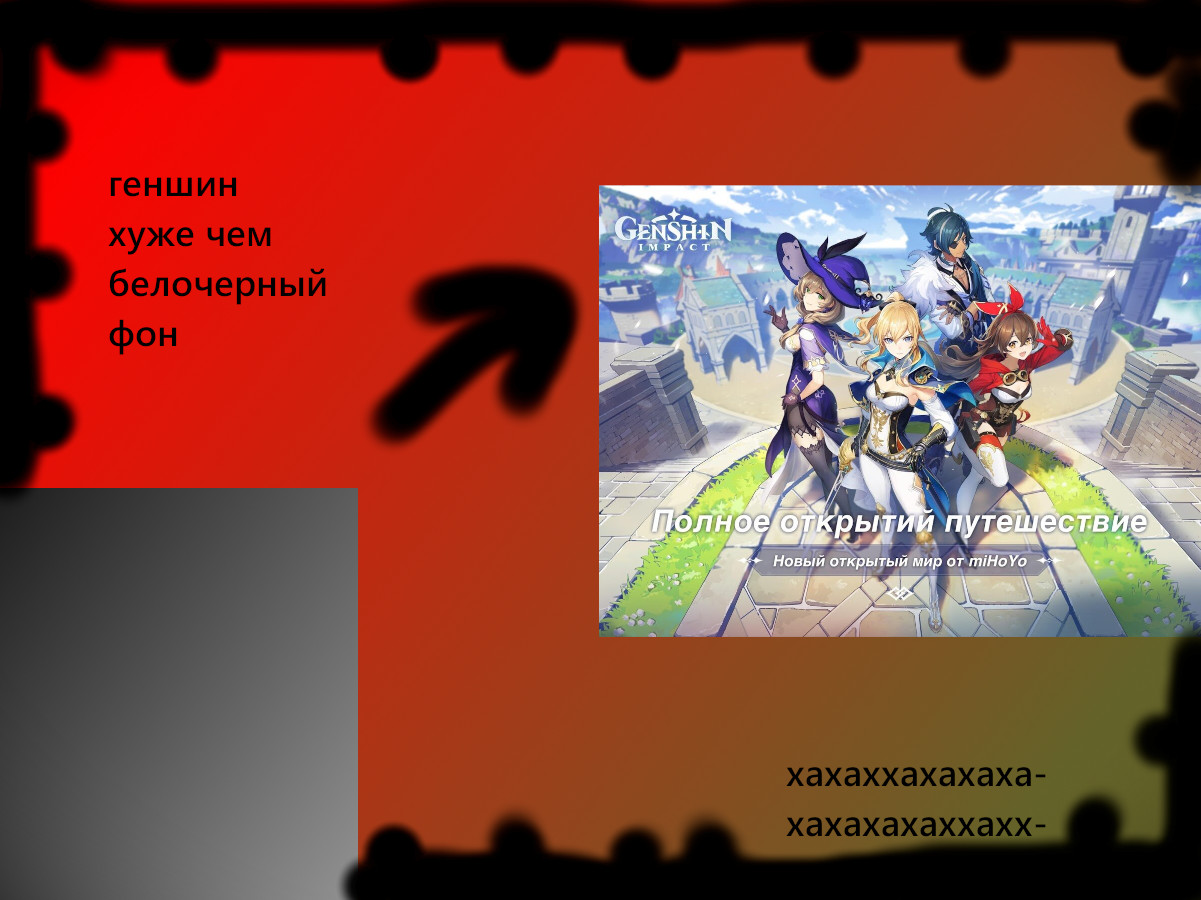 геншин
хуже чем
белочерный
фон
GENSHIN
IMPACT
Полное открытий путешествие
Новый открытый мир от miHoYo
хахаххахахаха-
хахахахаххахх-